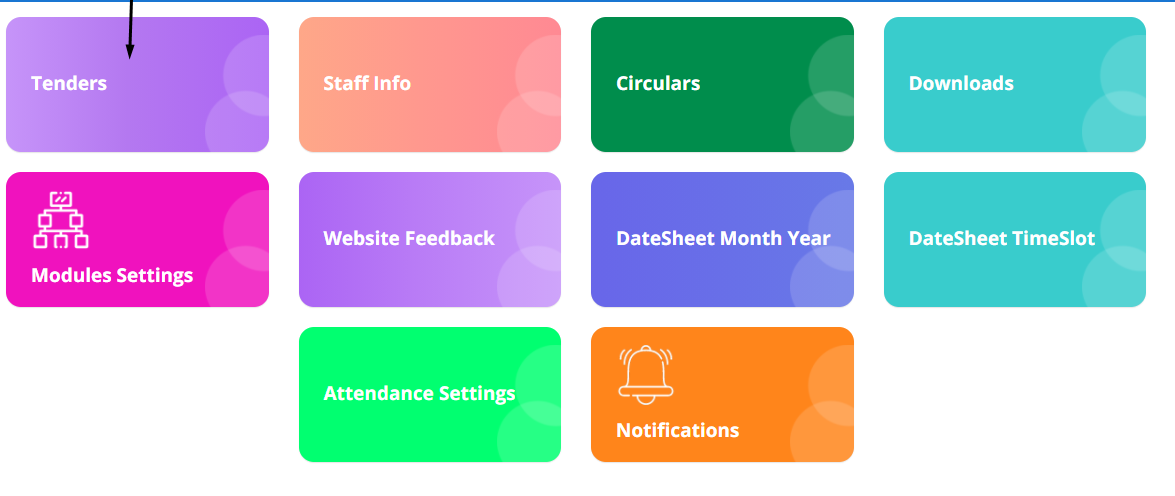 Tenders
Staff Info
Circulars
Downloads
Modules Settings
Website Feedback
DateSheet Month Year
DateSheet TimeSlot
Attendance Settings
Notifications